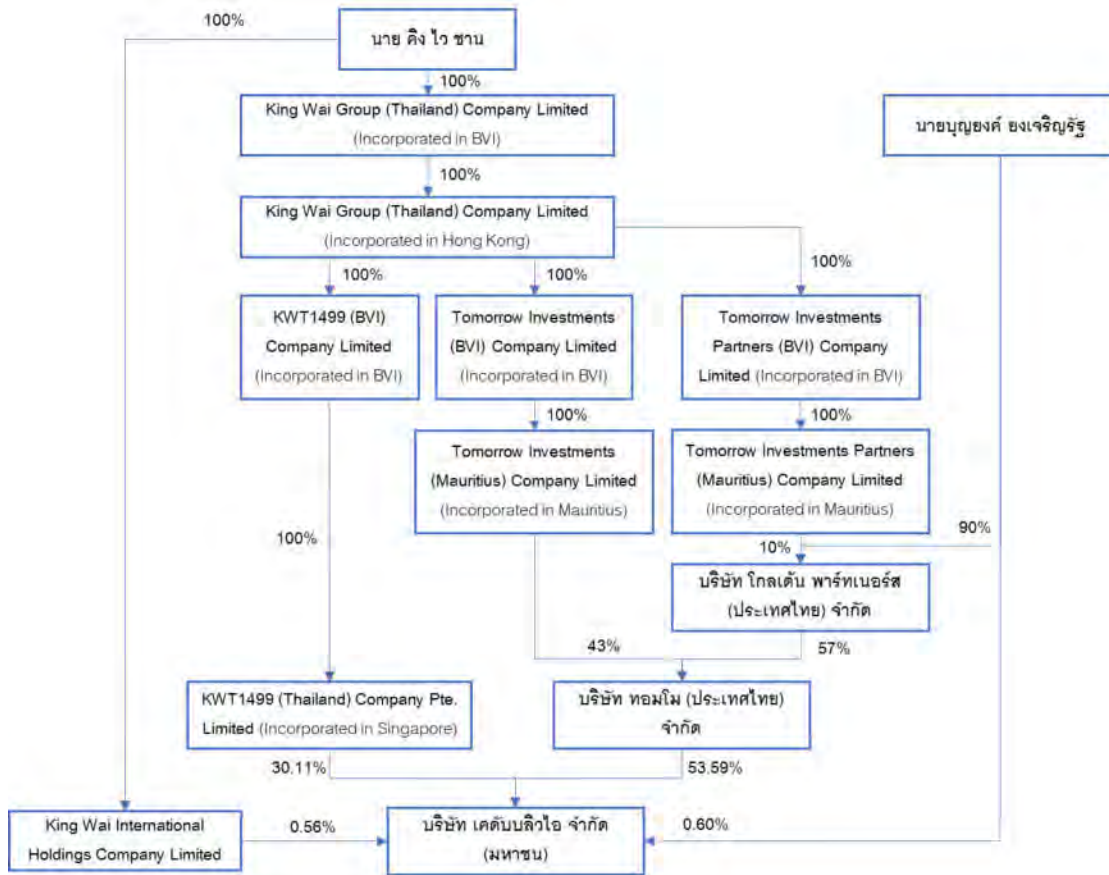 100%
นาย คิง ไว ชาน
100%
King Wai Group (Thailand) Company Limited
(Incorporated in BVI)
นายบุญยงค์ ยงเจริญรัฐ
100%
King Wai Group (Thailand) Company Limited
(Incorporated in Hong Kong)
100%
100%
100%
KWT1499 (BVI)
Company Limited
(Incorporated in BVI)
Tomorrow Investments
(BVI) Company Limited
(Incorporated in BVI)
Tomorrow Investments
Partners (BVI) Company
Limited (Incorporated in BVI)
100%
100%
Tomorrow Investments
(Mauritius) Company Limited
(Incorporated in Mauritius)
Tomorrow Investments Partners
(Mauritius) Company Limited
(Incorporated in Mauritius)
100%
90%
10%
บริษัท โกลเด้น พาร์ทเนอร์ส
(ประเทศไทย) จำกัด
43%
57%
KWT1499 (Thailand) Company Pte.
Limited (Incorporated in Singapore)
บริษัท ทอมโม (ประเทศไทย)
จำกัด
30.11%
53.59%
King Wai International
Holdings Company Limited
0.56%
บริษัท เคดับบลิวไอ จำกัด
(มหาชน)
0.60%